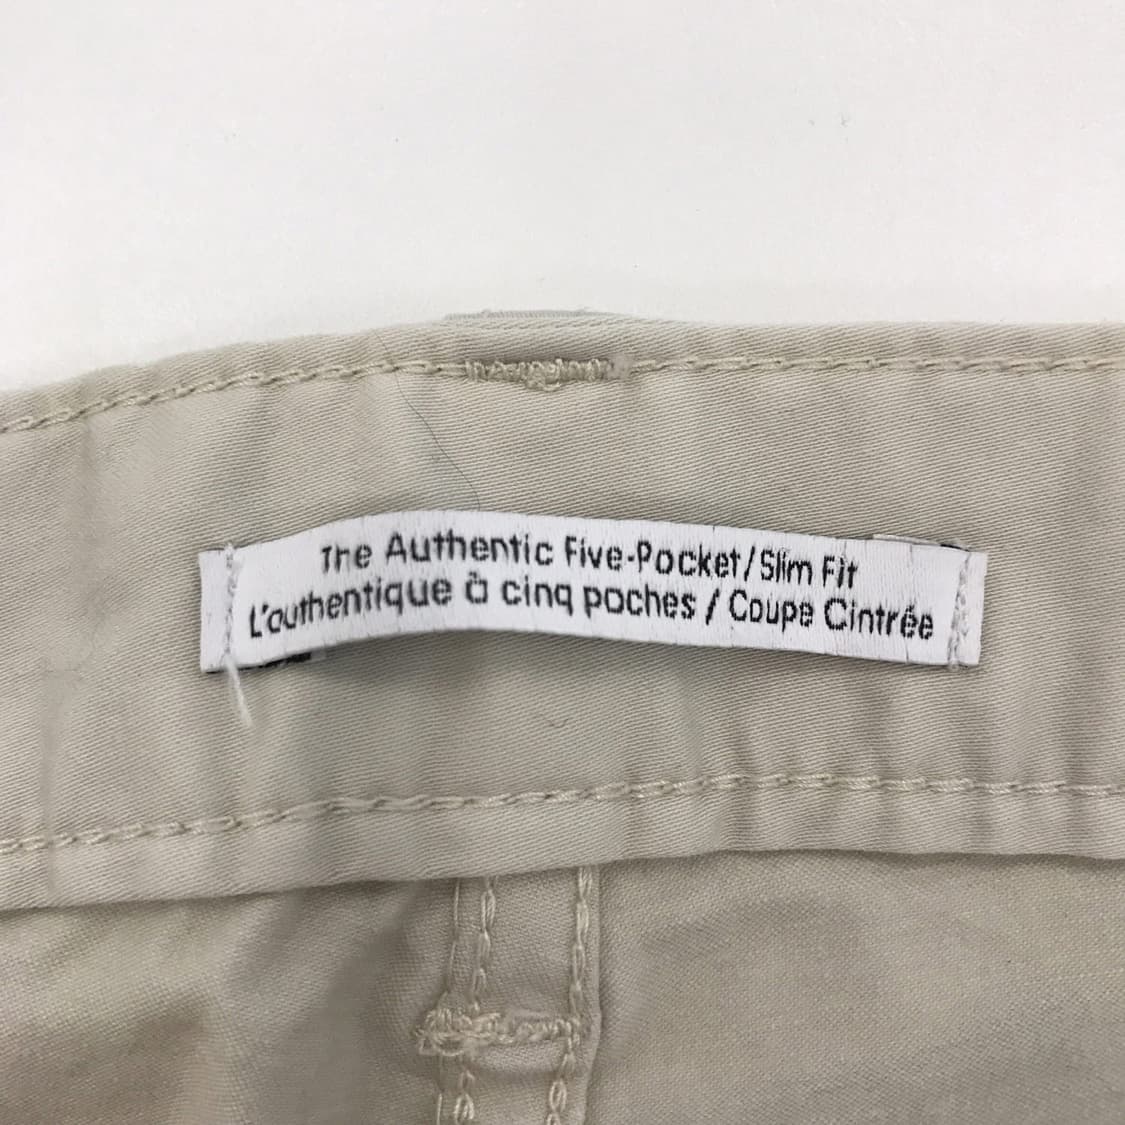 The Authentic Five-Pocket/Slim Fit
L'authentique à cinq poches / Coupe Cintrée